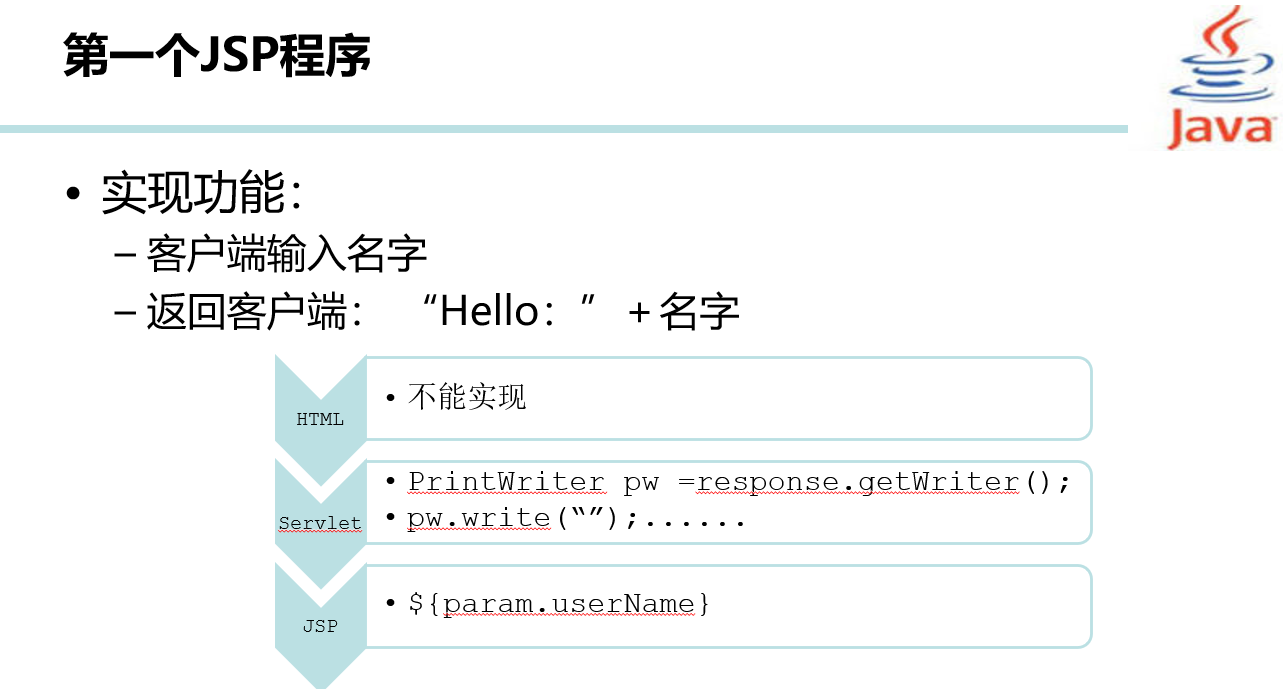 第一个JSP程序
Java
• 实现功能：
– 客户端输入名字
– 返回客户端： “Hello：” + 名字
HTML
• 不能实现
Servlet
• PrintWriter pw =response.getWriter();
• pw.write(“”);......
JSP
• ${param.userName}